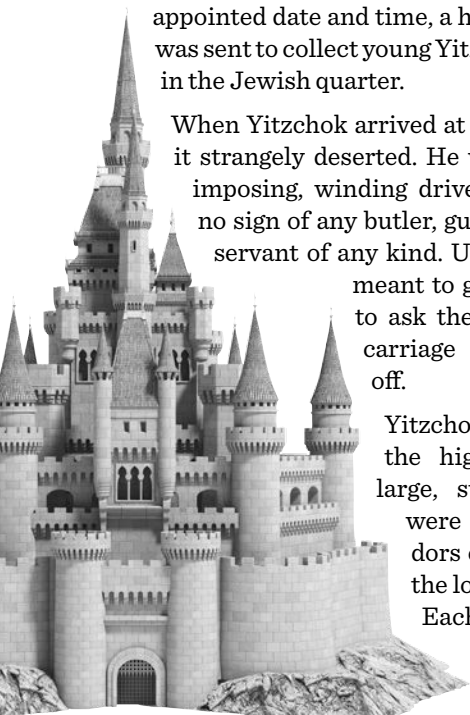 appointed date and time, a h
was sent to collect young Yit
in the Jewish quarter.
When Yitzchok arrived at
it strangely deserted. He
imposing, winding drive
no sign of any butler, gu
servant of any kind. U
meant to g
to ask the
carriage
off.
Yitzcho
the hig
large, s
were
dors
the lo
Each